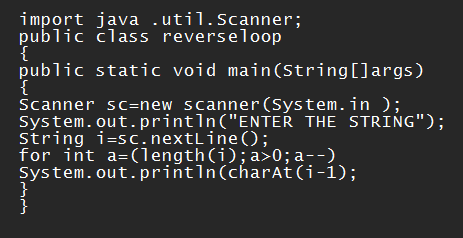 import java .util.Scanner;
public class reverseloop
{
public static void main(String[]args)
{
Scanner sc=new scanner(System.in );
System.out.println("ENTER THE STRING");
String i=sc.nextLine();
for int a=(length(i);a>0;a--)
System.out.println(charAt(i-1);
}
}